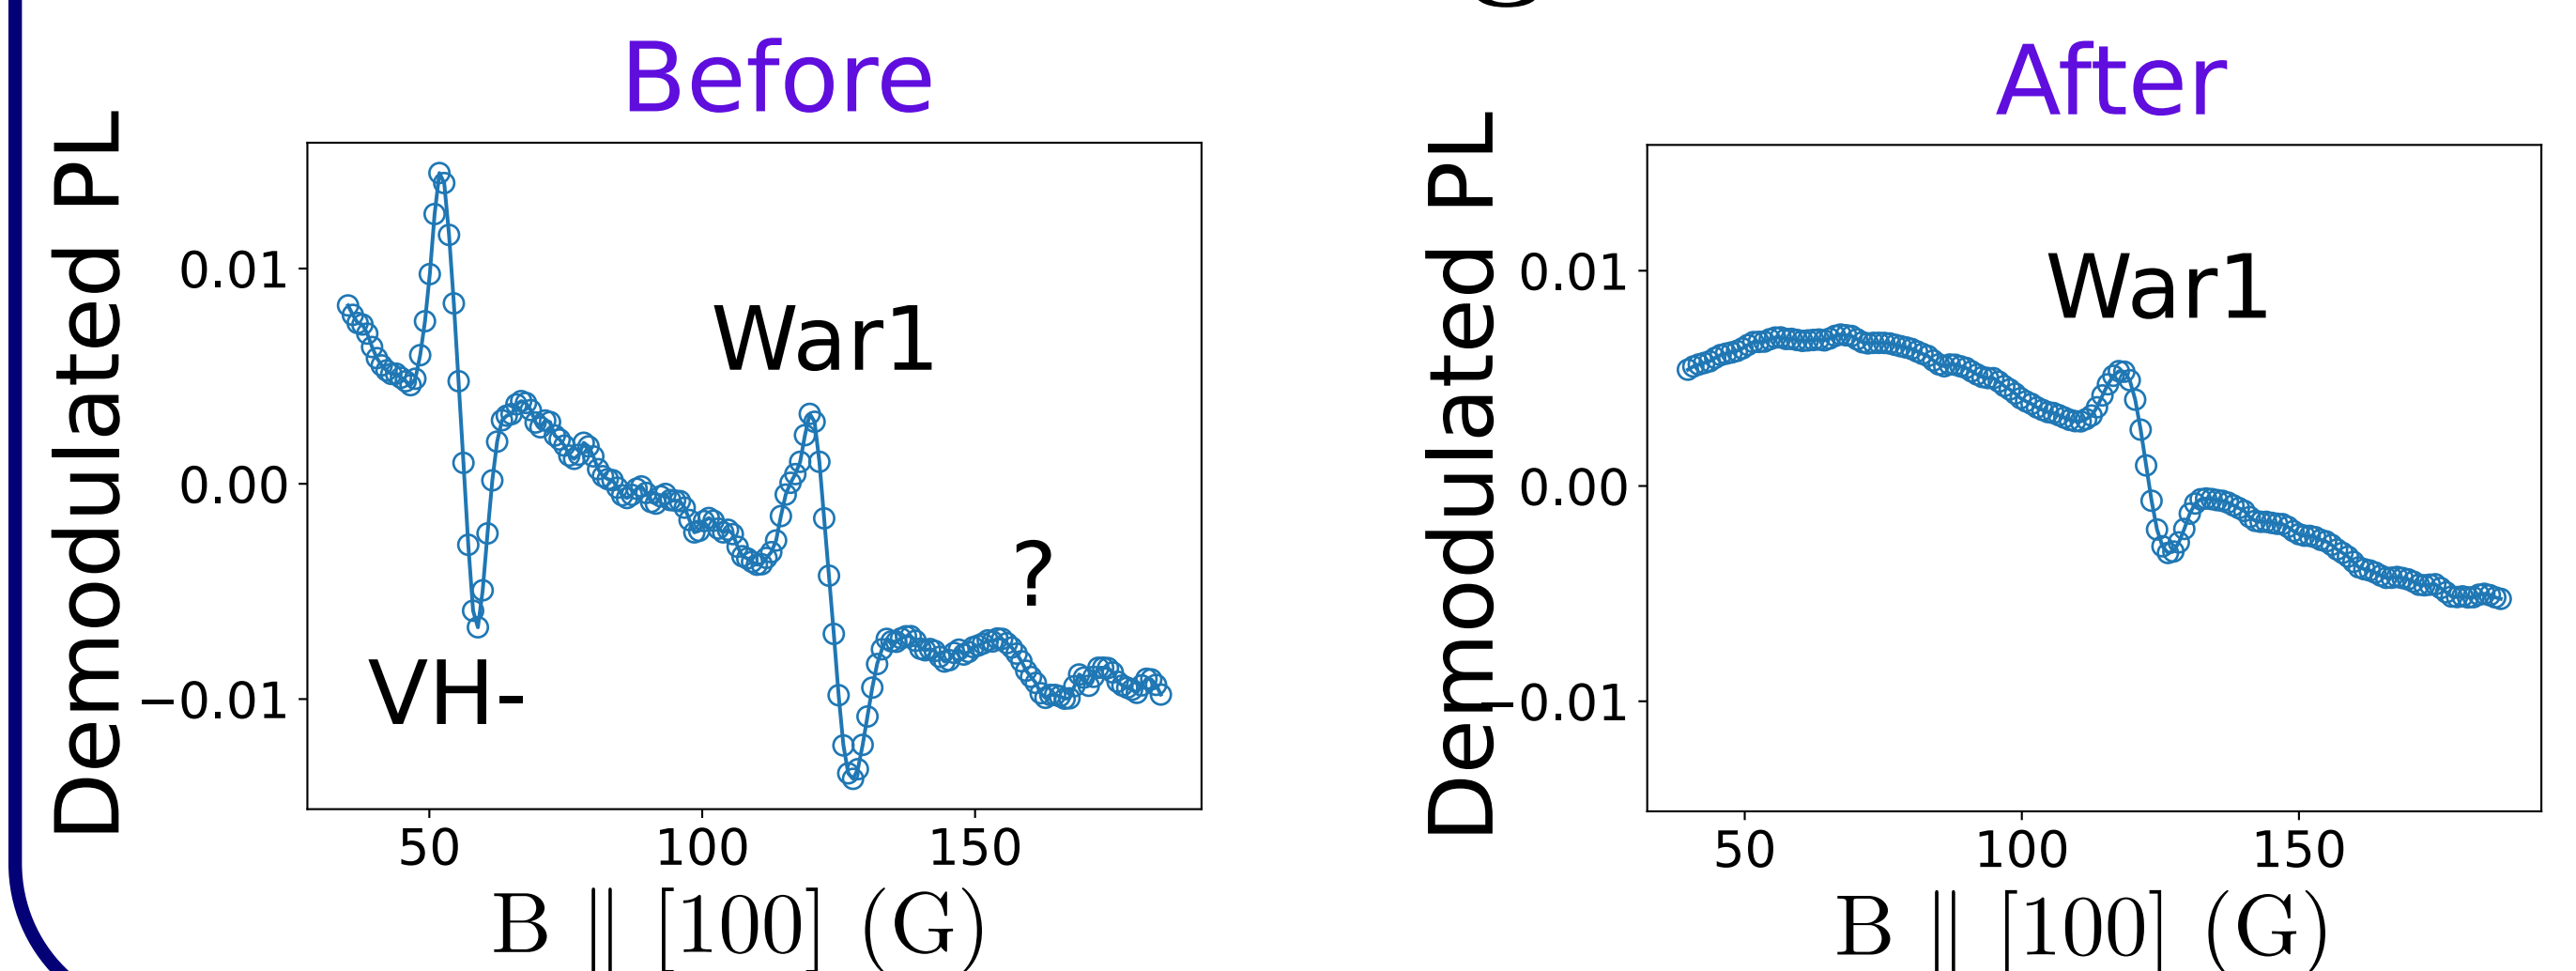 Before
Demodulated PL
0.01
0.00
−0.01
War1
?
VH-
50 100 150
B ∥ [100] (G)
After
Demodulated PL
0.01
0.00
−0.01
War1
50 100 150
B ∥ [100] (G)